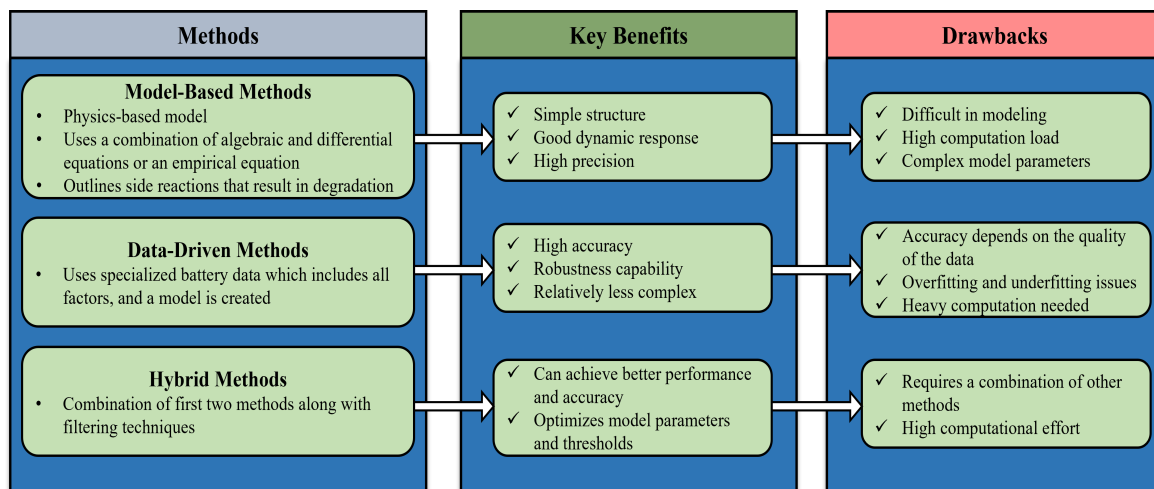 Methods
Key Benefits
Drawbacks
Model-Based Methods
• Physics-based model
• Uses a combination of algebraic and differential
equations or an empirical equation
• Outlines side reactions that result in degradation
✓ Simple structure
✓ Good dynamic response
✓ High precision
✓ Difficult in modeling
✓ High computation load
✓ Complex model parameters
Data-Driven Methods
• Uses specialized battery data which includes all
factors, and a model is created
✓ High accuracy
✓ Robustness capability
✓ Relatively less complex
✓ Accuracy depends on the quality
of the data
✓ Overfitting and underfitting issues
✓ Heavy computation needed
Hybrid Methods
• Combination of first two methods along with
filtering techniques
✓ Can achieve better performance
and accuracy
✓ Optimizes model parameters
and thresholds
✓ Requires a combination of other
methods
✓ High computational effort